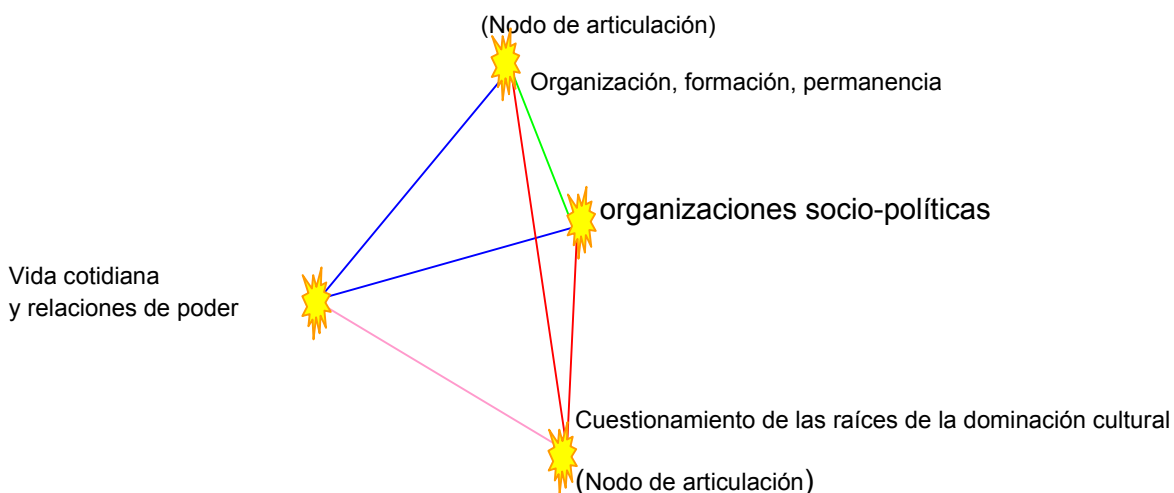 (Nodo de articulación)
Organización, formación, permanencia
organizaciones socio-políticas
Vida cotidiana
y relaciones de poder
Cuestionamiento de las raíces de la dominación cultural
(Nodo de articulación)